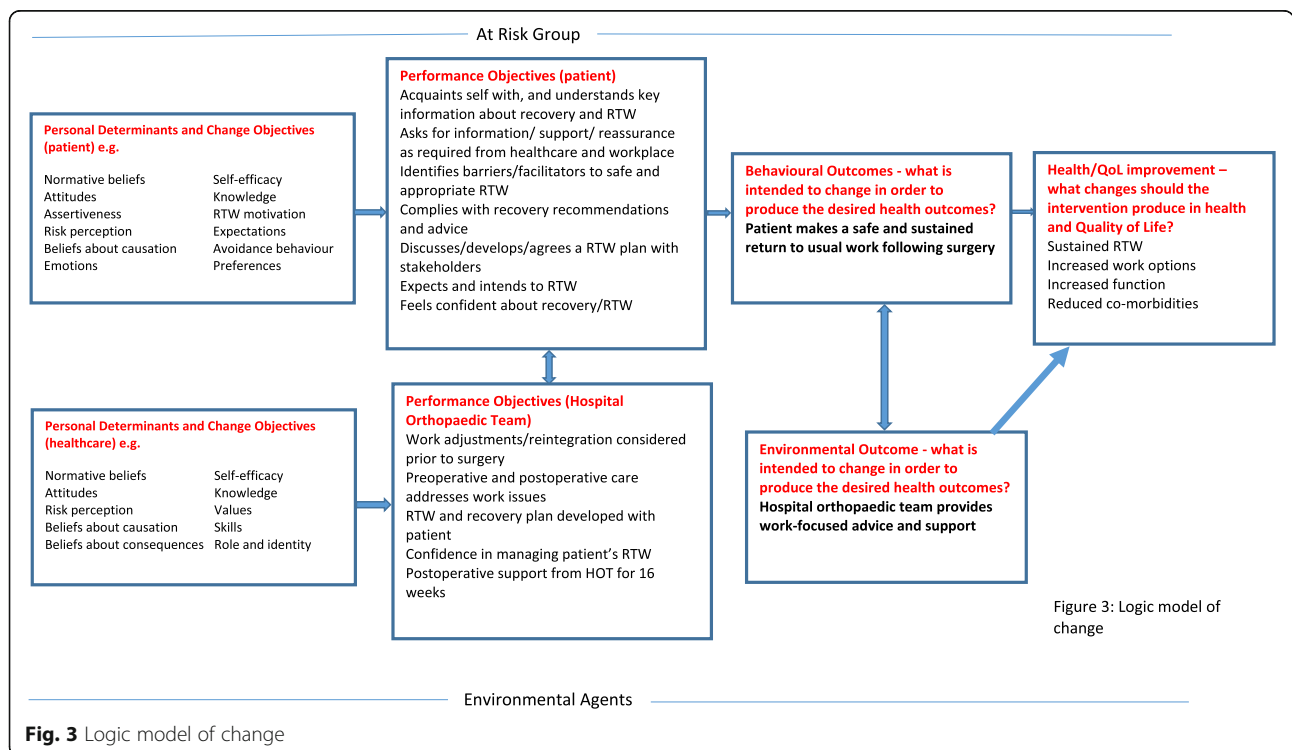 At Risk Group
Personal Determinants and Change Objectives
(patient) e.g.
Normative beliefs Self-efficacy
Attitudes Knowledge
Assertiveness RTW motivation
Risk perception Expectations
Beliefs about causation Avoidance behaviour
Emotions Preferences
Performance Objectives (patient)
Acquaints self with, and understands key
information about recovery and RTW
Asks for information/ support/ reassurance
as required from healthcare and workplace
Identifies barriers/facilitators to safe and
appropriate RTW
Complies with recovery recommendations
and advice
Discusses/develops/agrees a RTW plan with
stakeholders
Expects and intends to RTW
Feels confident about recovery/RTW
Behavioural Outcomes - what is
intended to change in order to
produce the desired health outcomes?
Patient makes a safe and sustained
return to usual work following surgery
Health/QoL improvement –
what changes should the
intervention produce in health
and Quality of Life?
Sustained RTW
Increased work options
Increased function
Reduced co-morbidities
Personal Determinants and Change Objectives
(healthcare) e.g.
Normative beliefs Self-efficacy
Attitudes Knowledge
Risk perception Values
Beliefs about causation Skills
Beliefs about consequences Role and identity
Performance Objectives (Hospital
Orthopaedic Team)
Work adjustments/reintegration considered
prior to surgery
Preoperative and postoperative care
addresses work issues
RTW and recovery plan developed with
patient
Confidence in managing patient's RTW
Postoperative support from HOT for 16
weeks
Environmental Outcome - what is
intended to change in order to
produce the desired health outcomes?
Hospital orthopaedic team provides
work-focused advice and support
Figure 3: Logic model of
change
Environmental Agents
Fig. 3 Logic model of change